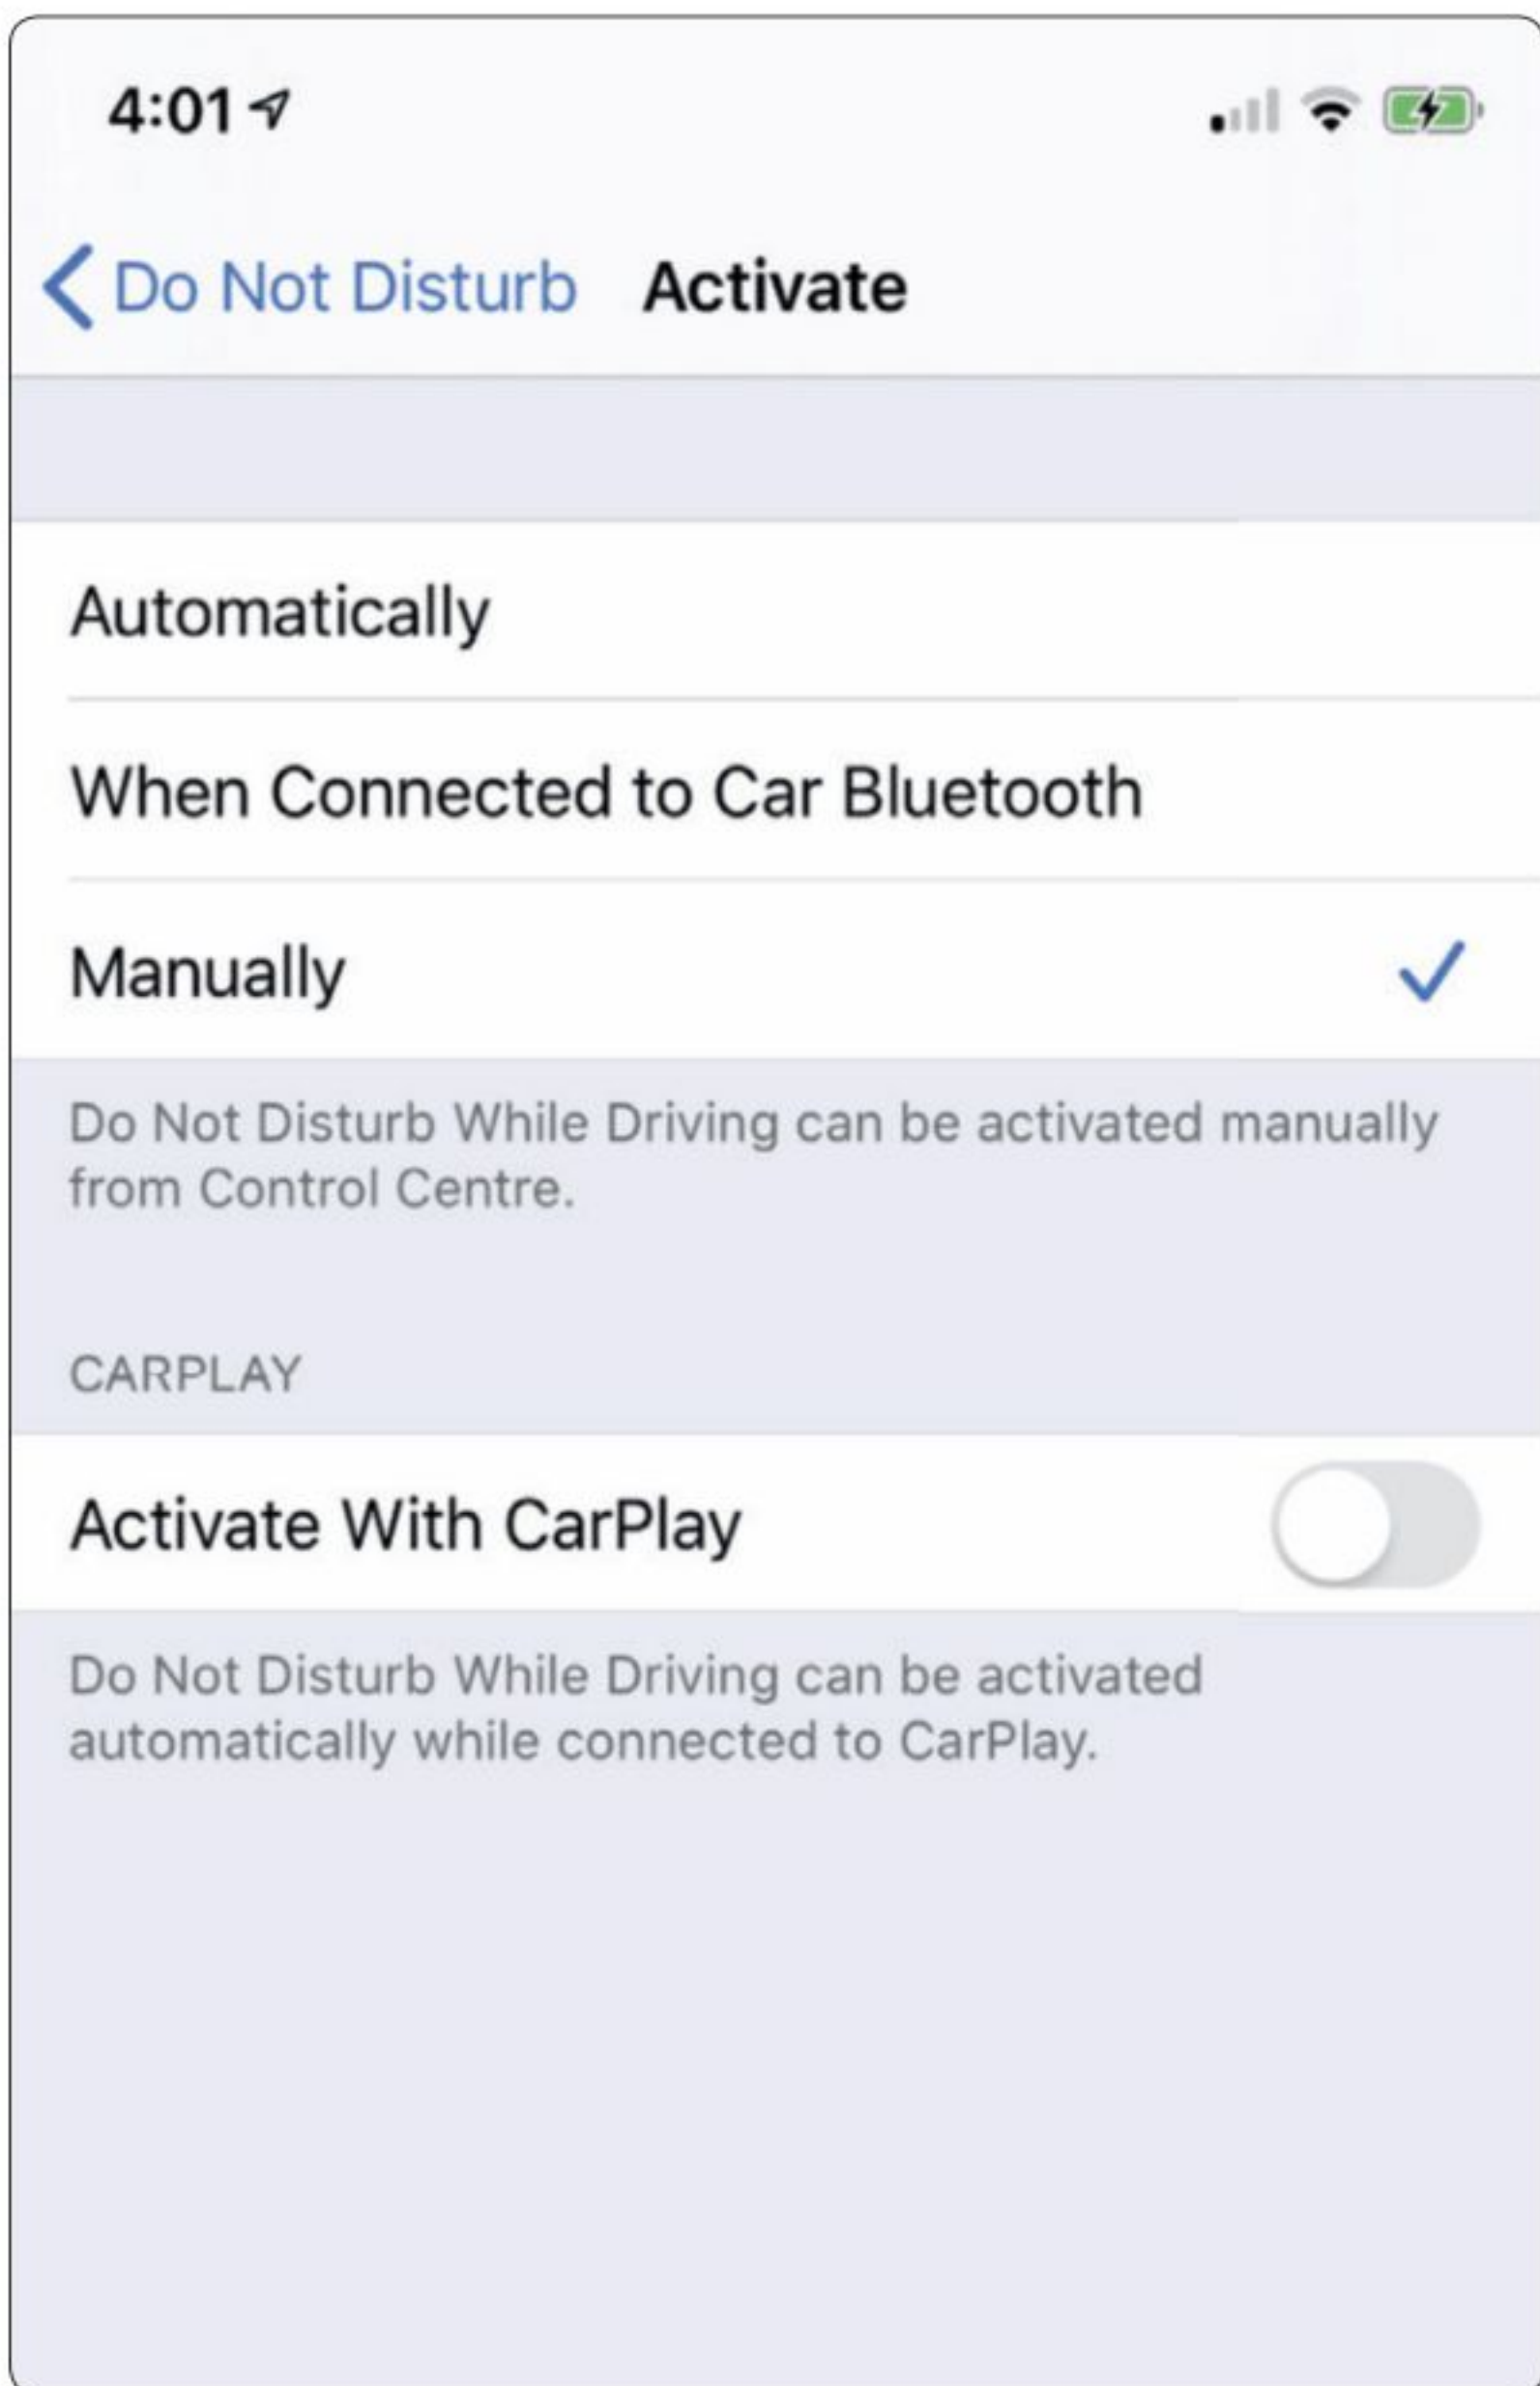 4:01
Do Not Disturb Activate
Automatically
When Connected to Car Bluetooth
Manually
Do Not Disturb While Driving can be activated manually
from Control Centre.
CARPLAY
Activate With CarPlay
Do Not Disturb While Driving can be activated
automatically while connected to CarPlay.